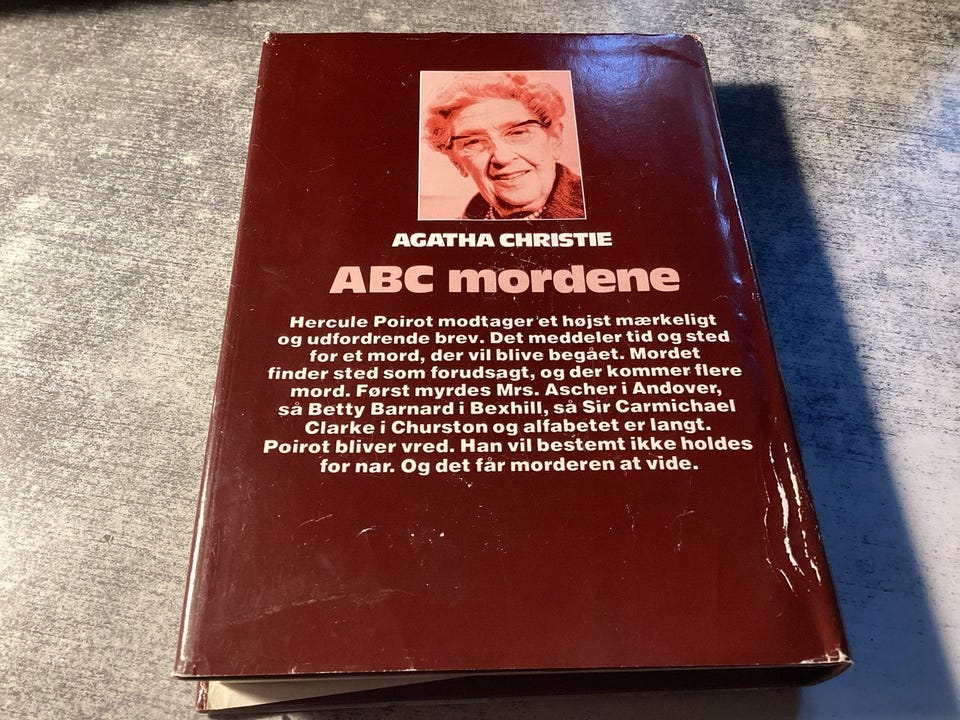 AGATHA CHRISTIE
ABC mordene
Hercule Poirot modtager et højst mærkeligt
og udfordrende brev. Det meddeler tid og sted
for et mord, der vil blive begået. Mordet
finder sted som forudsagt, og der kommer flere
mord. Først myrdes Mrs. Ascher i Andover,
så Betty Barnard i Bexhill, så Sir Carmichael
Clarke i Churston og alfabetet er langt.
Poirot bliver vred. Han vil bestemt ikke holdes
for nar. Og det får morderen at vide.